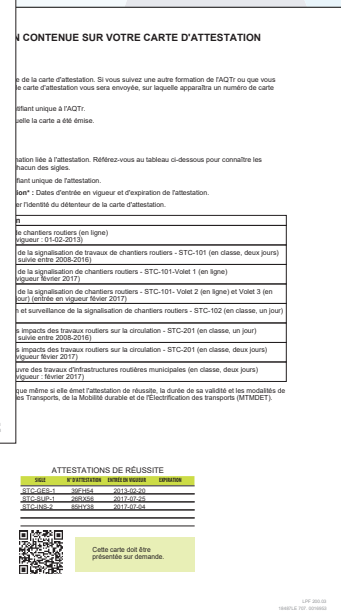 N CONTENUE SUR VOTRE CARTE D'ATTESTATION
e de la carte d'attestation. Si vous suivez une autre formation de l'AQTr ou que vous
le carte d'attestation vous sera envoyée, sur laquelle apparaîtra un numéro de carte
tifiant unique à l'AQTr.
uelle la carte a été émise.
mation liée à l'attestation. Référez-vous au tableau ci-dessous pour connaître les
hacun des sigles.
fiant unique de l'attestation.
ion* : Dates d'entrée en vigueur et d'expiration de l'attestation.
er l'identité du détenteur de la carte d'attestation.
n
e chantiers routiers (en ligne)
vigueur : 01-02-2013)
de la signalisation de travaux de chantiers routiers - STC-101 (en classe, deux jours)
suivie entre 2008-2016)
de la signalisation de chantiers routiers - STC-101-Volet 1 (en ligne)
vigueur février 2017)
de la signalisation de chantiers routiers - STC-101- Volet 2 (en ligne) et Volet 3 (en
jour) (entrée en vigueur février 2017)
n et surveillance de la signalisation de chantiers routiers - STC-102 (en classe, un jour)
s impacts des travaux routiers sur la circulation - STC-201 (en classe, un jour)
suivie entre 2008-2016)
s impacts des travaux routiers sur la circulation - STC-201 (en classe, deux jours)
vigueur févier 2017)
uvre des travaux d'infrastructures routières municipales (en classe, deux jours)
vigueur : février 2017)
que même si elle émet l'attestation de réussite, la durée de sa validité et les modalités de
es Transports, de la Mobilité durable et de l'Électrification des transports (MTMDET).
ATTESTATIONS DE RÉUSSITE
SIGLE N° D'ATTESTATION ENTRÉE EN VIGUEUR EXPIRATION
STC-GES-1 39FH54 2013-02-20
STC-SUP-1 26RX56 2017-07-25
STC-INS-2 85HY38 2017-07-04
Cette carte doit être
présentée sur demande.